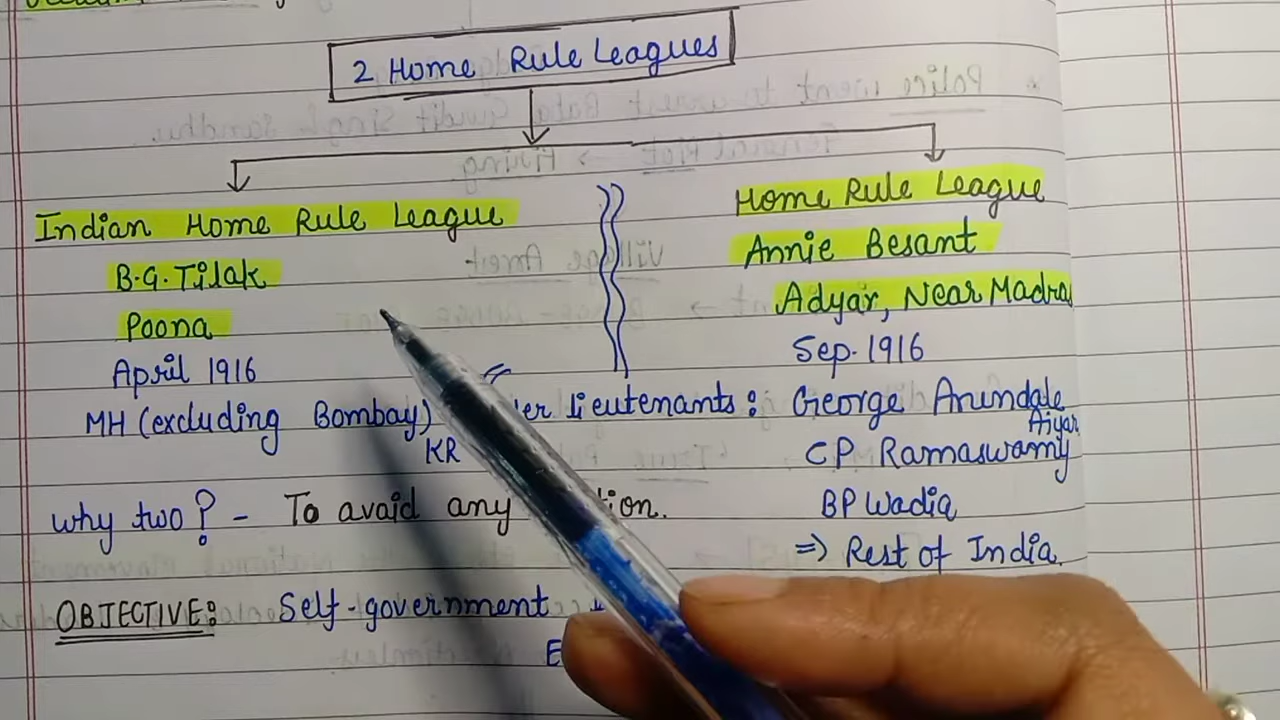 2 Home Rule Leagues
Indian Home Rule League
B.G. Tilak
Poona
April 1916
MH (excluding Bombay)
KR
Home Rule League
Annie Besant
Adyar, Near Madras
Sep. 1916
lieutenants: George Arundale
CP Ramaswamy Aiyar
BP Wadia
=> Rest of India
Why two? - To avaid any
OBJECTIVE: Self-government